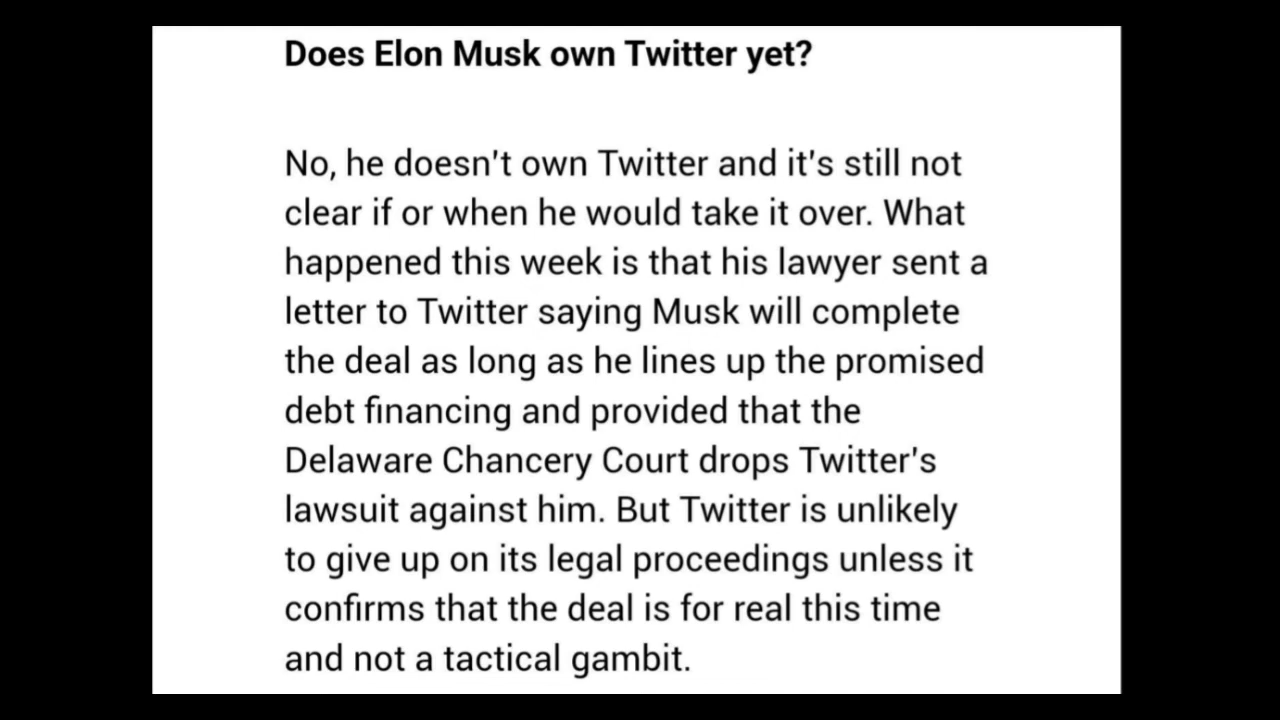 Does Elon Musk own Twitter yet?
No, he doesn't own Twitter and it's still not
clear if or when he would take it over. What
happened this week is that his lawyer sent a
letter to Twitter saying Musk will complete
the deal as long as he lines up the promised
debt financing and provided that the
Delaware Chancery Court drops Twitter's
lawsuit against him. But Twitter is unlikely
to give up on its legal proceedings unless it
confirms that the deal is for real this time
and not a tactical gambit.